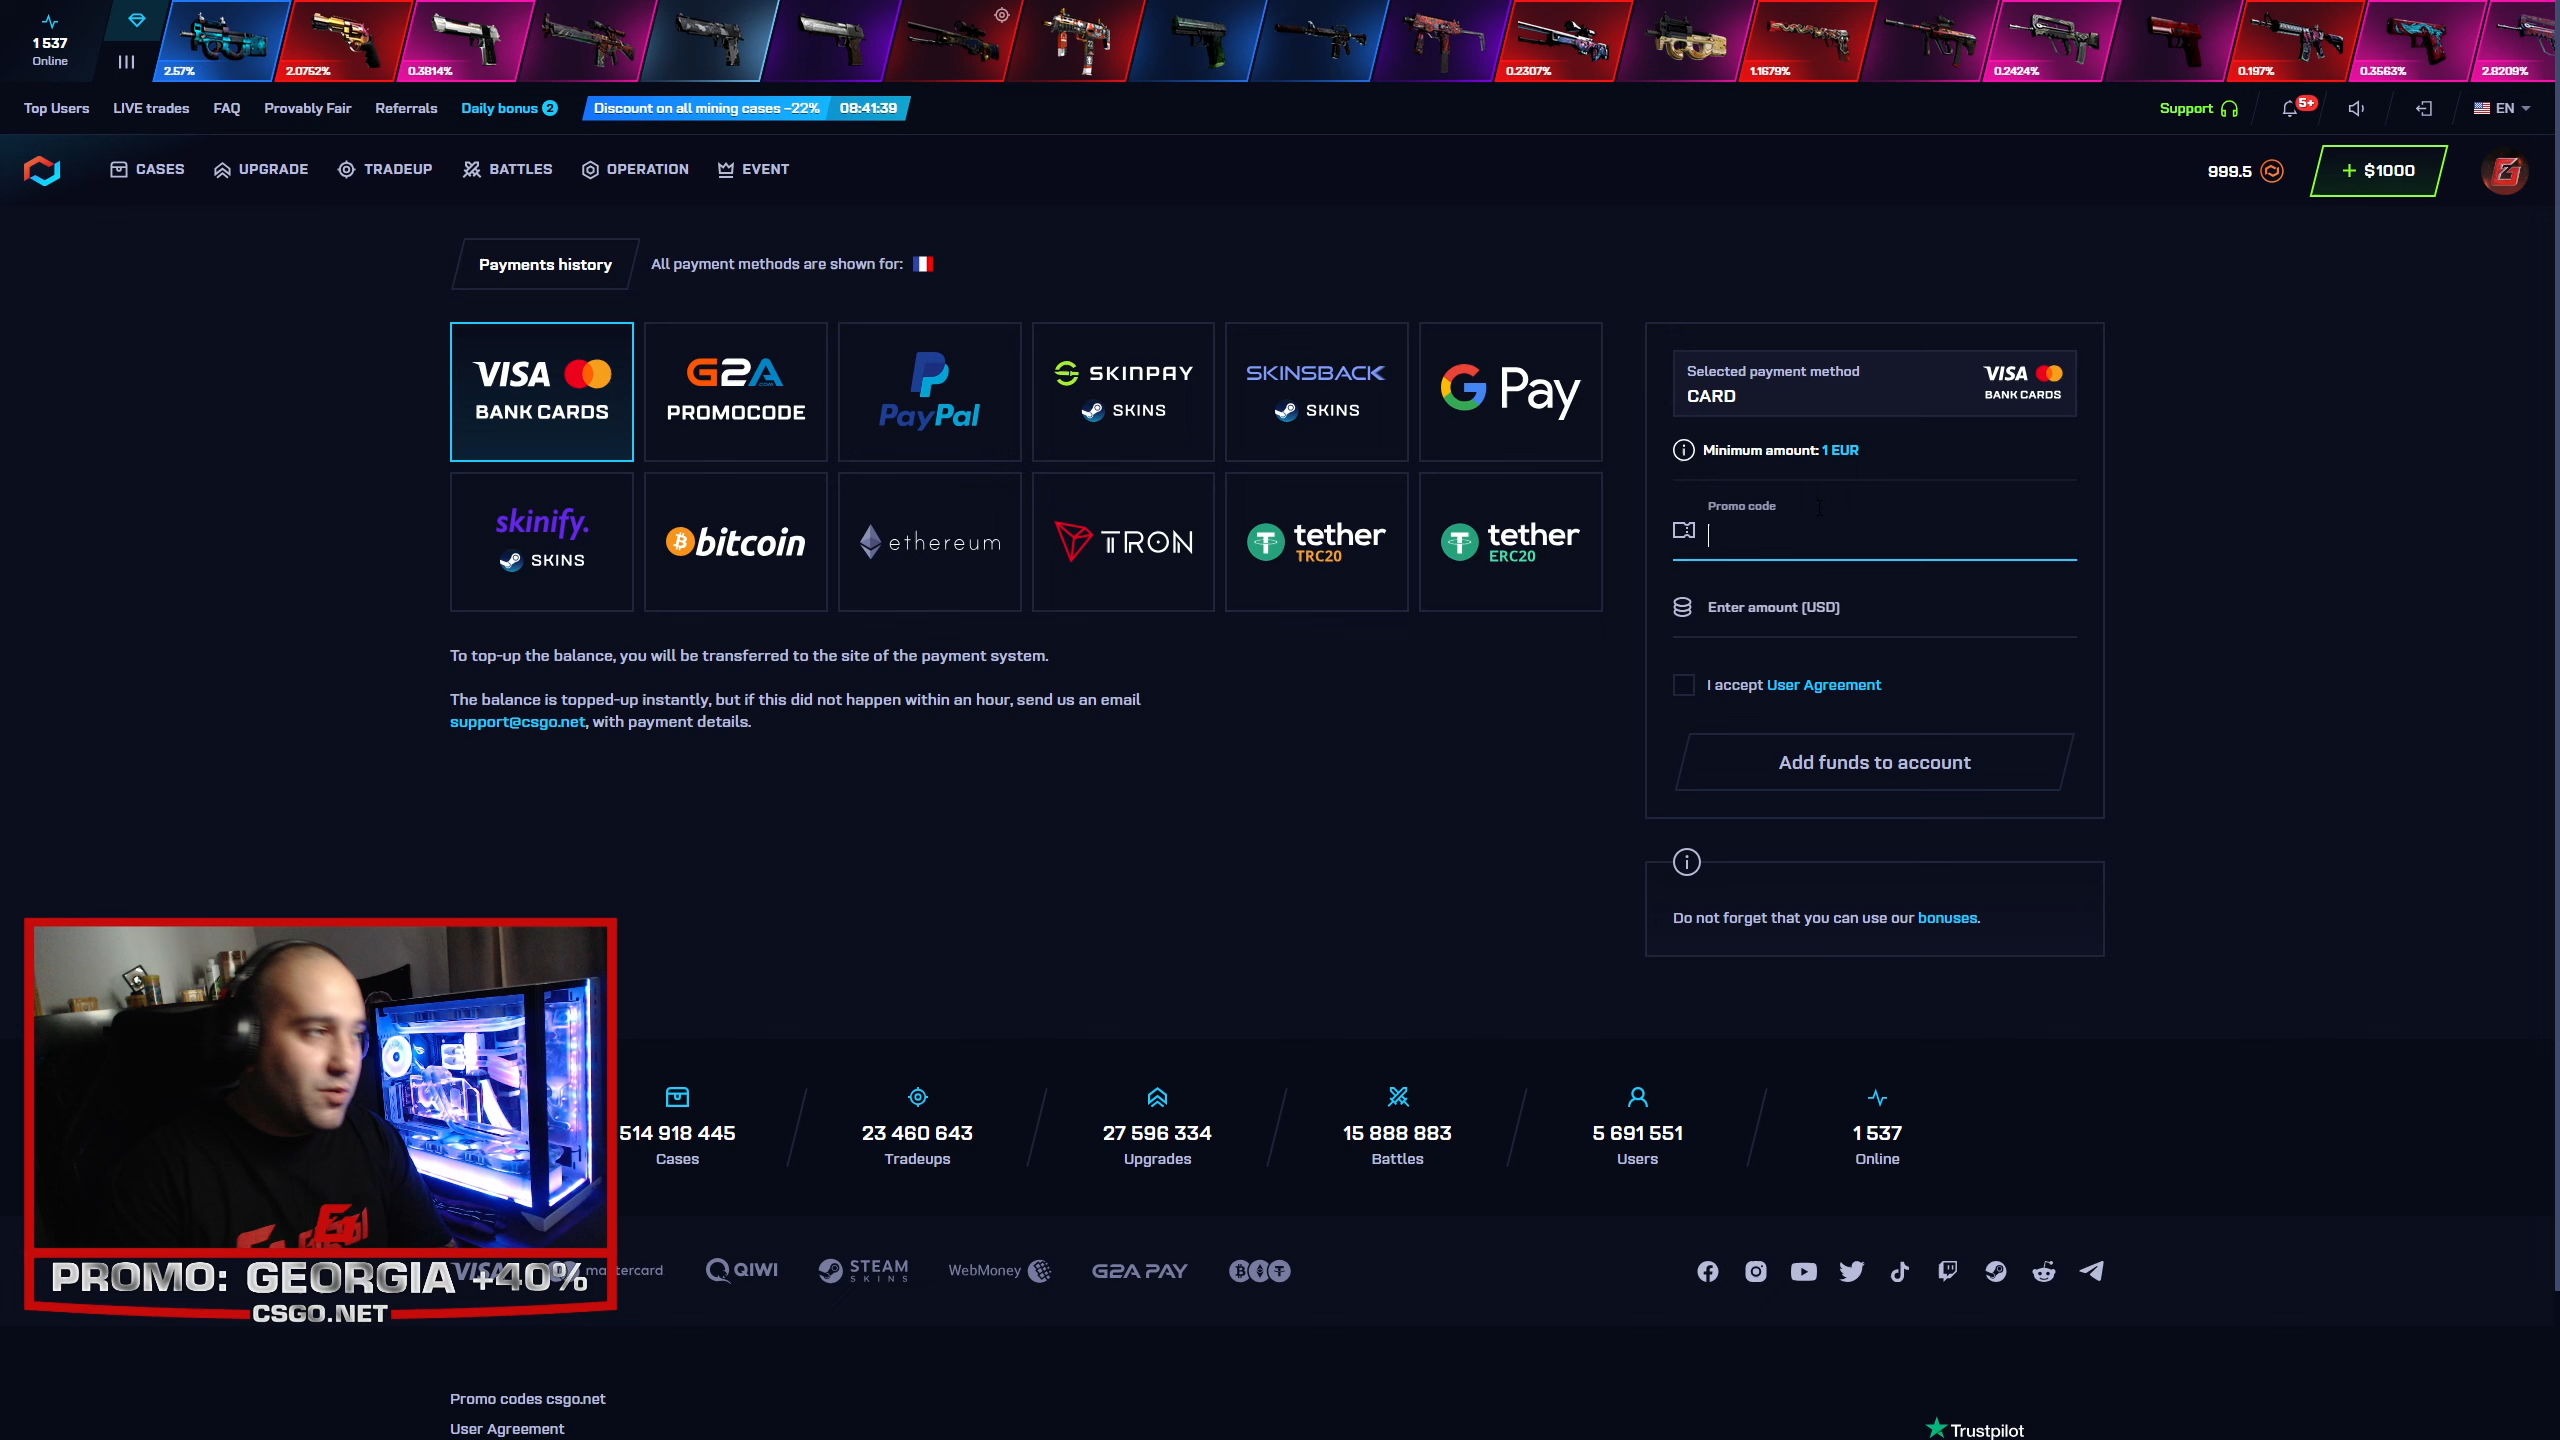 1 537
Online
2.57%
2.0752%
0.3814%
0.2307%
1.1679%
0.2424%
0.197%
0.3563%
2.8209%
Top Users
LIVE trades
FAQ
Provably Fair
Referrals
Daily bonus 2
Discount on all mining cases -22% 08:41:39
Support
5+
EN
CASES
UPGRADE
TRADEUP
BATTLES
OPERATION
EVENT
999.5
+ $1000
Payments history
All payment methods are shown for:
VISA
BANK CARDS
G2A.COM
PROMOCODE
PayPal
SKINPAY
SKINS
SKINSBACK
SKINS
G Pay
skinify.
SKINS
bitcoin
ethereum
TRON
tether
TRC20
tether
ERC20
To top-up the balance, you will be transferred to the site of the payment system.
The balance is topped-up instantly, but if this did not happen within an hour, send us an email
support@csgo.net, with payment details.
Selected payment method
CARD
VISA
BANK CARDS
Minimum amount: 1 EUR
Promo code
Enter amount (USD)
I accept User Agreement
Add funds to account
Do not forget that you can use our bonuses.
514 918 445
Cases
23 460 643
Tradeups
27 596 334
Upgrades
15 888 883
Battles
5 691 551
Users
1 537
Online
PROMO: GEORGIA +40%
CSGO.NET
VISA
mastercard
QIWI
STEAM
SKINS
WebMoney
G2A PAY
Promo codes csgo.net
User Agreement
Trustpilot